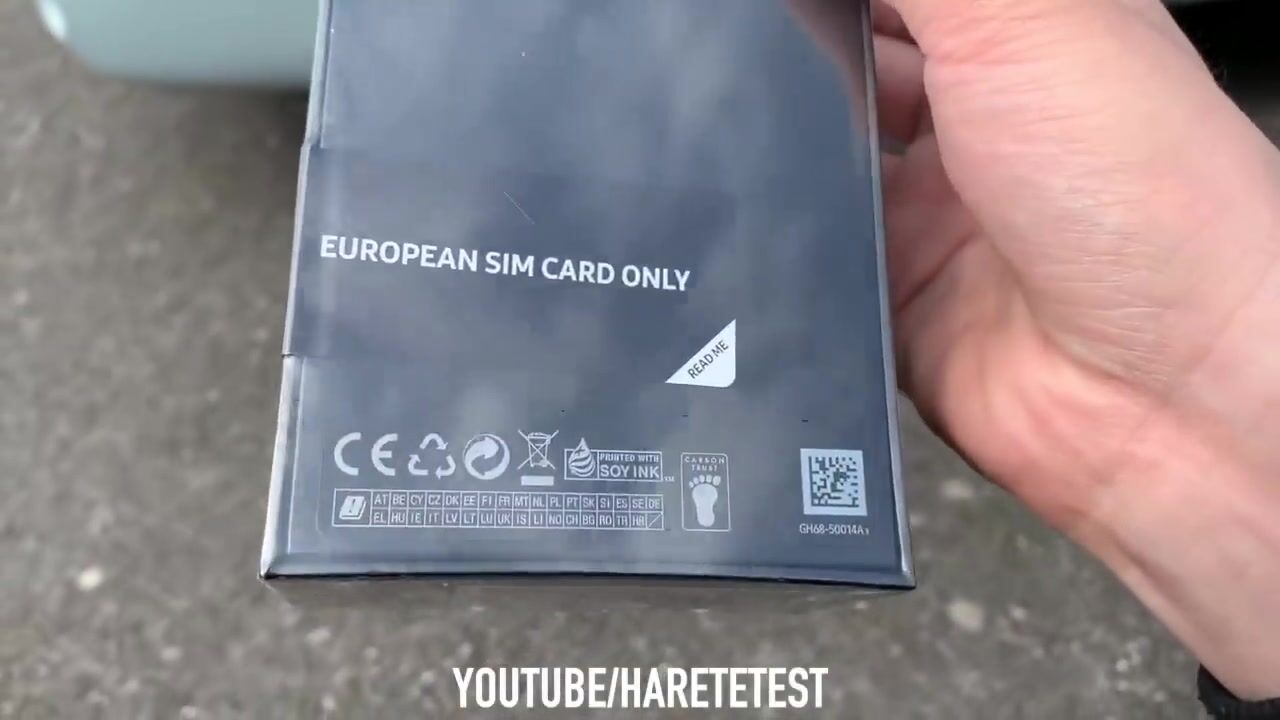 EUROPEAN SIM CARD ONLY
READ ME
CE
PRINTED WITH
SOY INK
TM
CARBON
TRUST
AT BE CY CZ DK EE FI FR MT NL PL PT SK SI ES SE DE
EL HU IE IT LV LT LU UK IS LI NO CH BG RO TR HR
GH68-50014A
YOUTUBE/HARETETEST